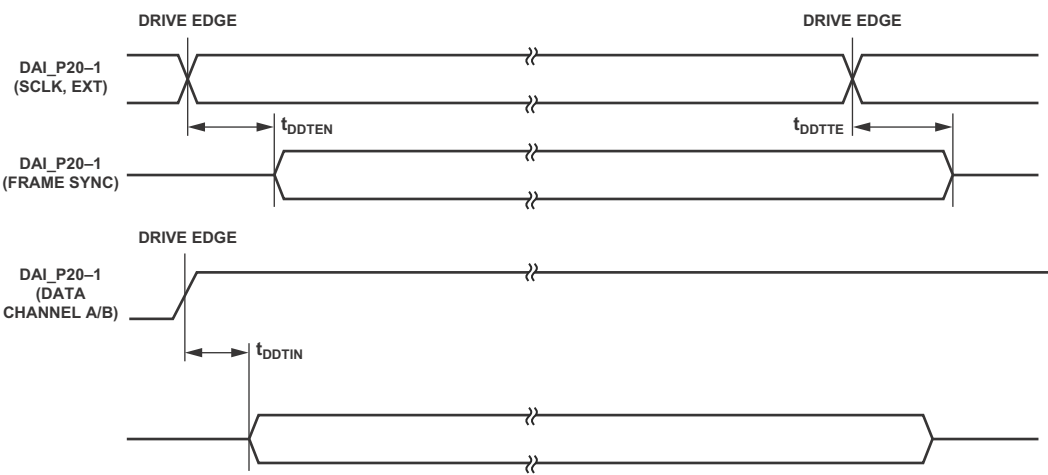 DRIVE EDGE
DRIVE EDGE
DAI_P20–1
(SCLK, EXT)
tDDTEN
tDDTTE
DAI_P20–1
(FRAME SYNC)
DRIVE EDGE
DAI_P20–1
(DATA
CHANNEL A/B)
tDDTIN